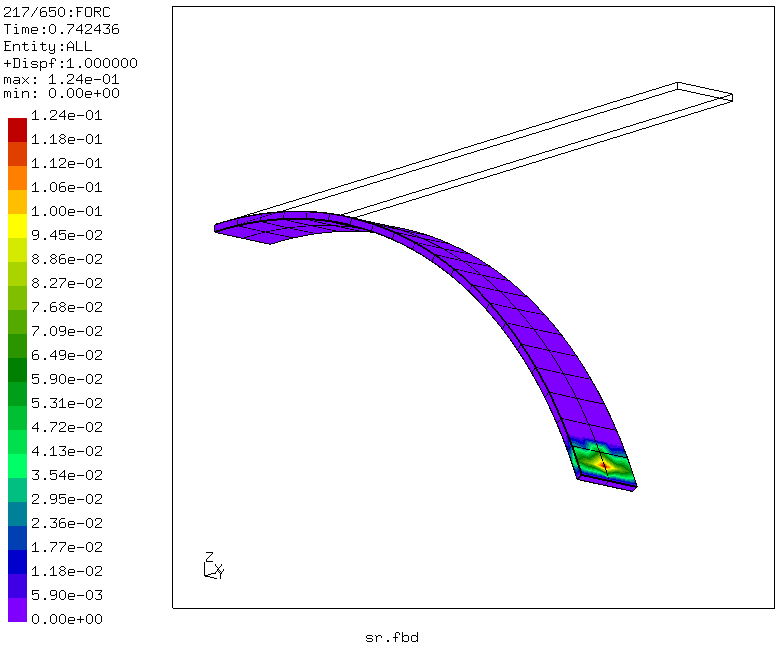 217/650:FORC
Time:0.742436
Entity:ALL
+Dispf:1.000000
max: 1.24e-01
min: 0.00e+00
1.24e-01
1.18e-01
1.12e-01
1.06e-01
1.00e-01
9.45e-02
8.86e-02
8.27e-02
7.68e-02
7.09e-02
6.49e-02
5.90e-02
5.31e-02
4.72e-02
4.13e-02
3.54e-02
2.95e-02
2.36e-02
1.77e-02
1.18e-02
5.90e-03
0.00e+00
Z
X
Y
sr.fbd